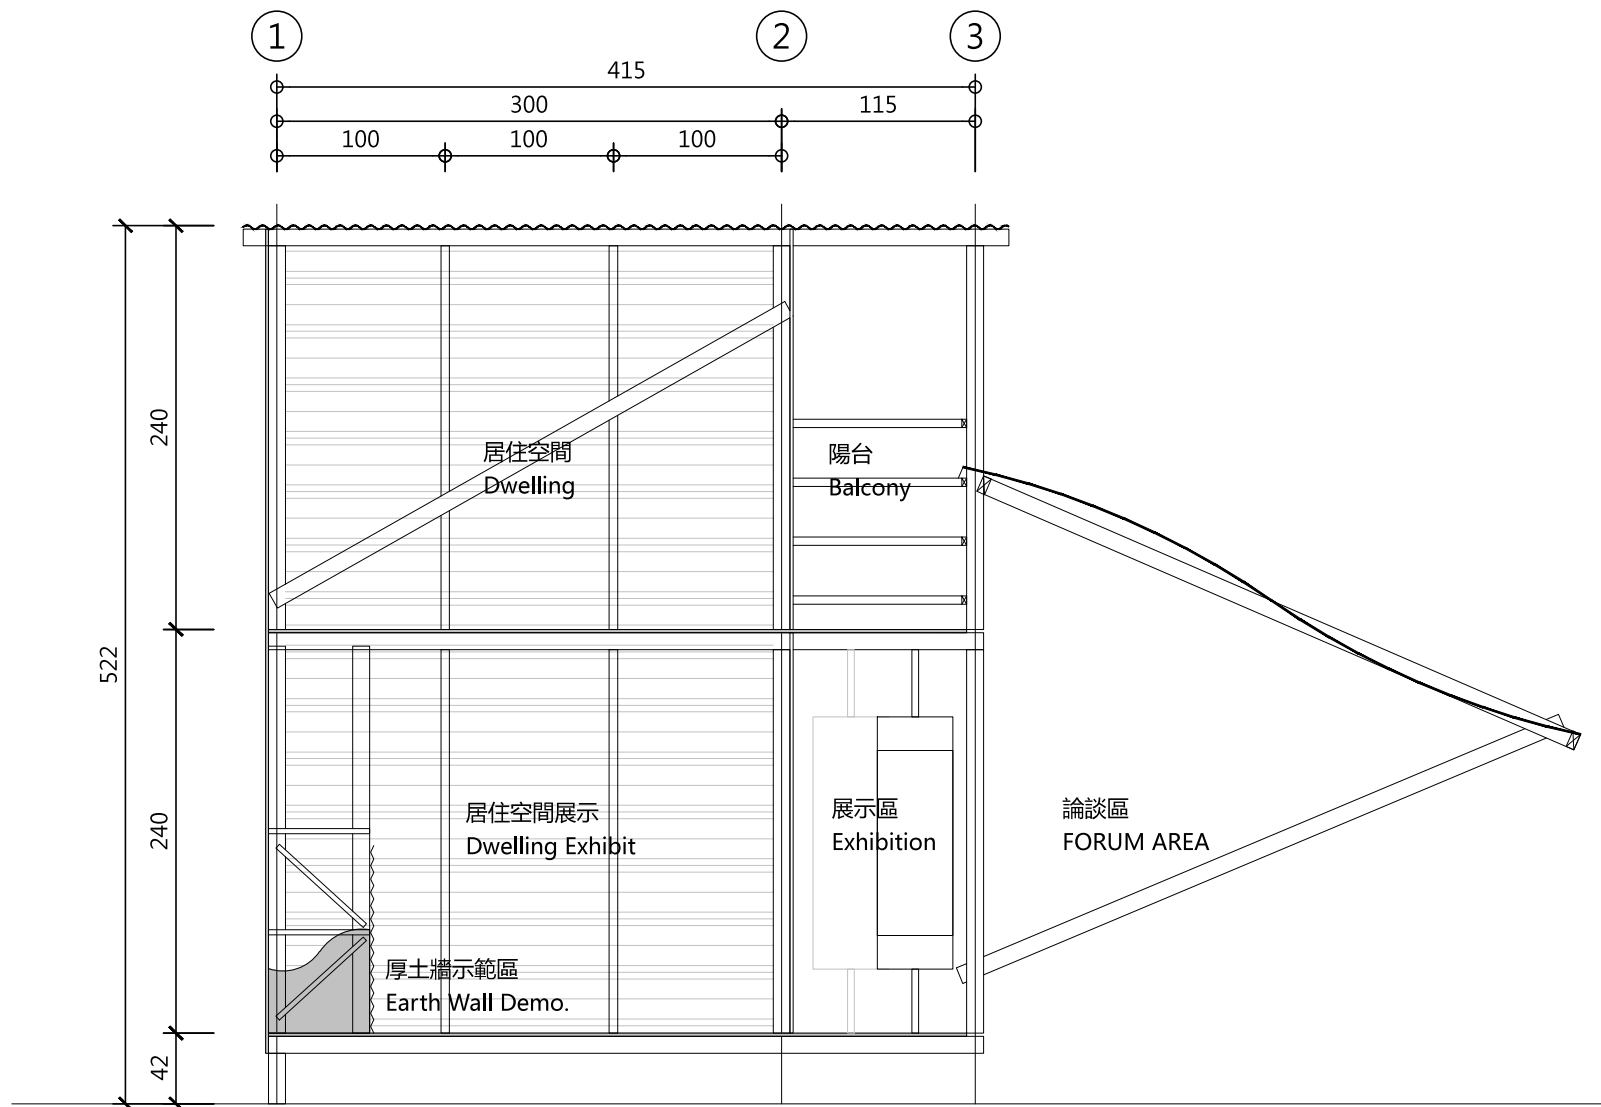 1
2
3
415
300
115
100
100
100
240
522
240
42
居住空間
Dwelling
陽台
Balcony
居住空間展示
Dwelling Exhibit
展示區
Exhibition
論談區
FORUM AREA
厚土牆示範區
Earth Wall Demo.